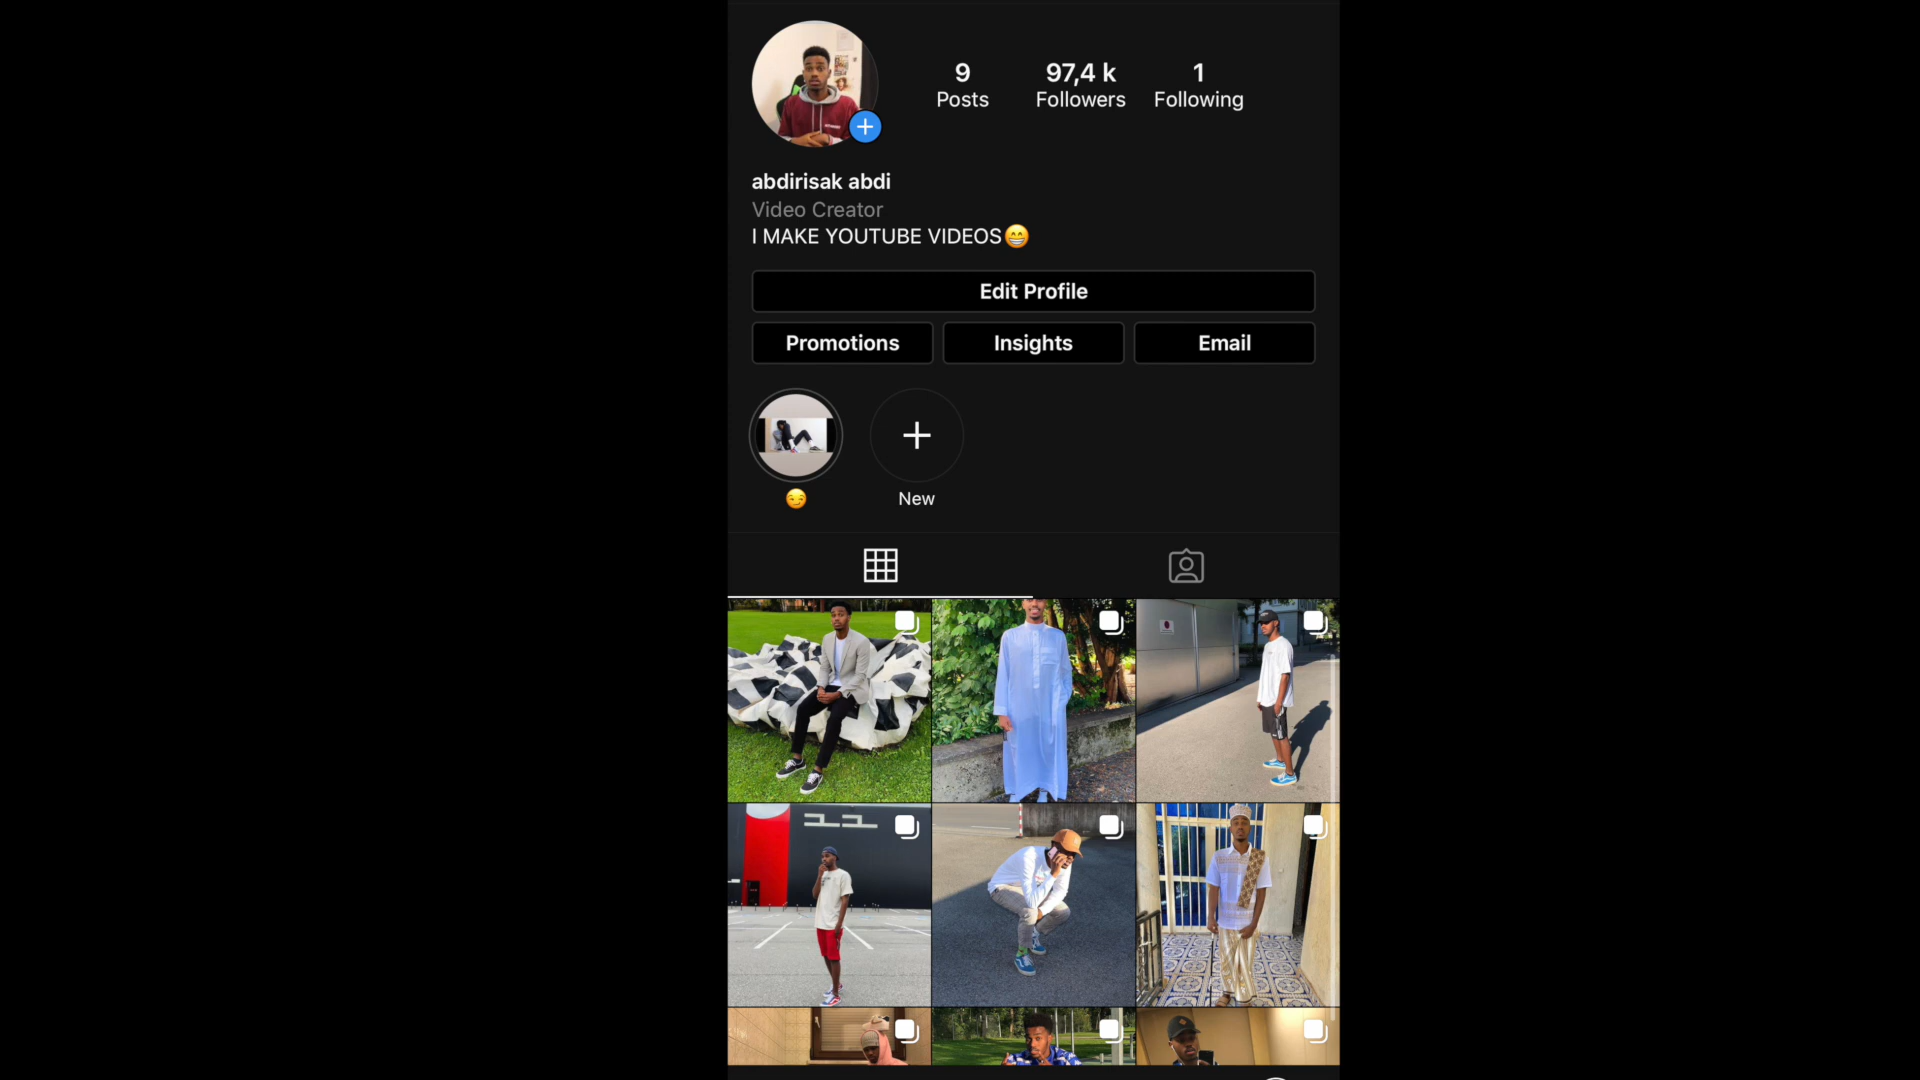 9
97,4 k
1
Posts
Followers
Following
abdirisak abdi
Video Creator
I MAKE YOUTUBE VIDEOS😁
Edit Profile
Promotions
Insights
Email
😏
New